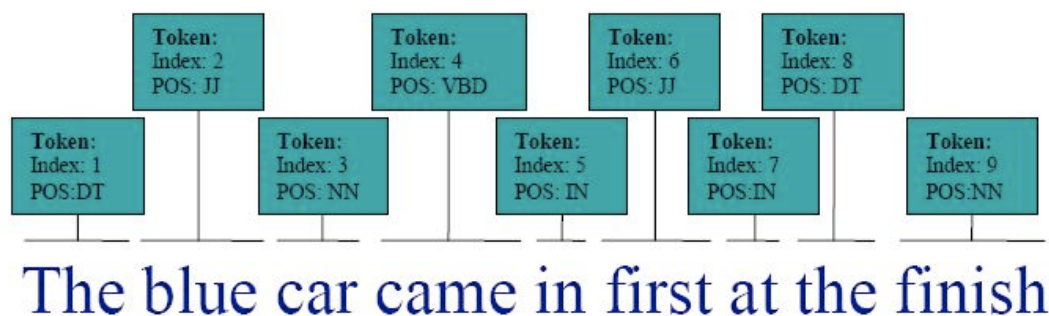 Token:
Index: 2
POS: JJ
Token:
Index: 4
POS: VBD
Token:
Index: 6
POS: JJ
Token:
Index: 8
POS: DT
Token:
Index: 1
POS:DT
Token:
Index: 3
POS: NN
Token:
Index: 5
POS: IN
Token:
Index: 7
POS:IN
Token:
Index: 9
POS:NN
The blue car came in first at the finish